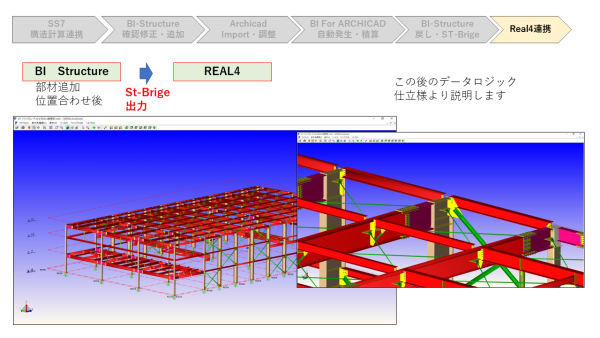 SS7
構造計算連携
BI-Structure
確認修正・追加
Archicad
Import・調整
BI For ARCHICAD
自動発生・積算
BI-Structure
戻し・ST-Brige
Real4連携
BI　Structure
REAL4
部材追加
位置合わせ後
St-Brige
出力
この後のデータロジック
仕立様より説明します